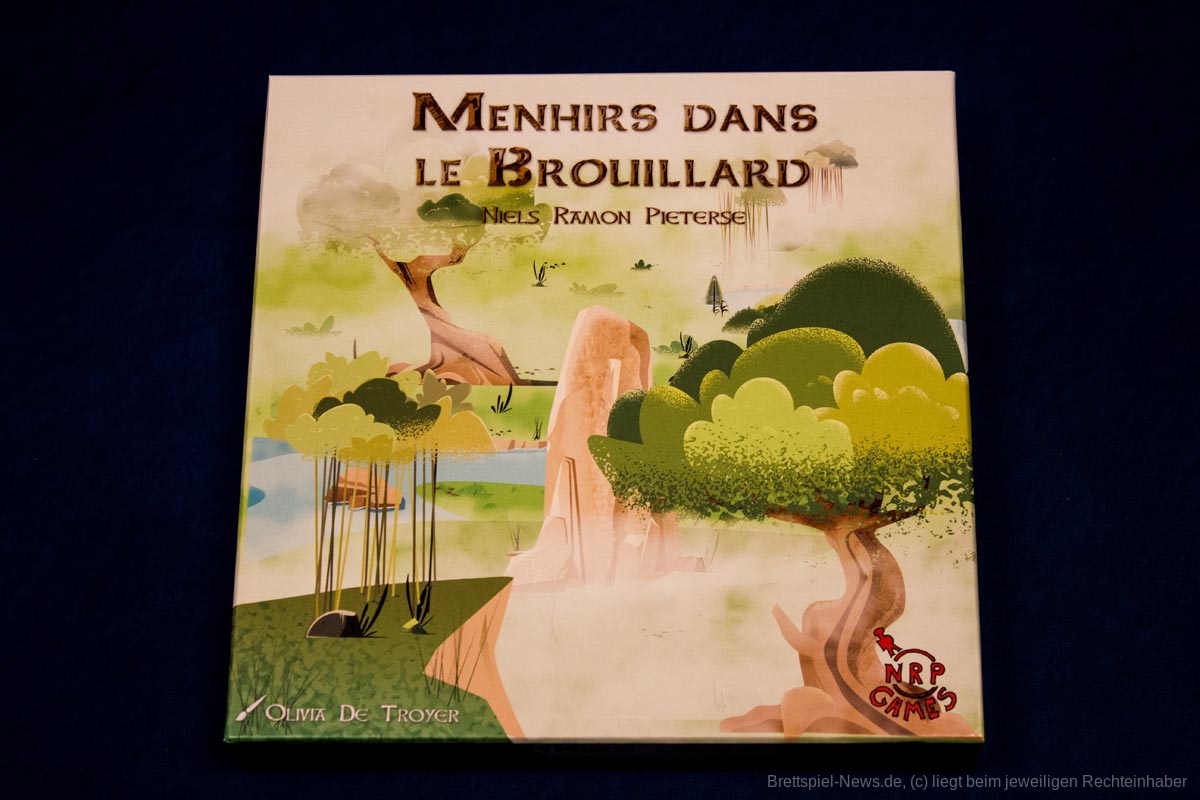 Menhirs dans
le Brouillard
Niels Ramon Pieterse
NRP
GAMES
Olivia De Troyer
Brettspiel-News.de, (c) liegt beim jeweiligen Rechteinhaber